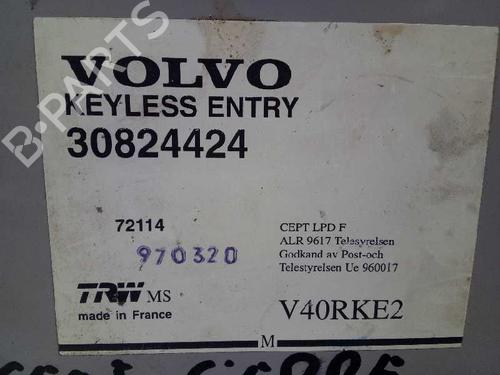 VOLVO
KEYLESS ENTRY
30824424
72114
970320
CEPT LPD F
ALR 9617 Telesyrelsen
Godkand av Post-och
Telestyrelsen Ue 960017
TRW MS
made in France
V40RKE2
M
B-PARTS